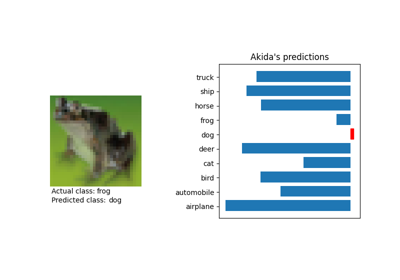 Akida's predictions
truck
ship
horse
frog
dog
deer
cat
bird
automobile
airplane
Actual class: frog
Predicted class: dog